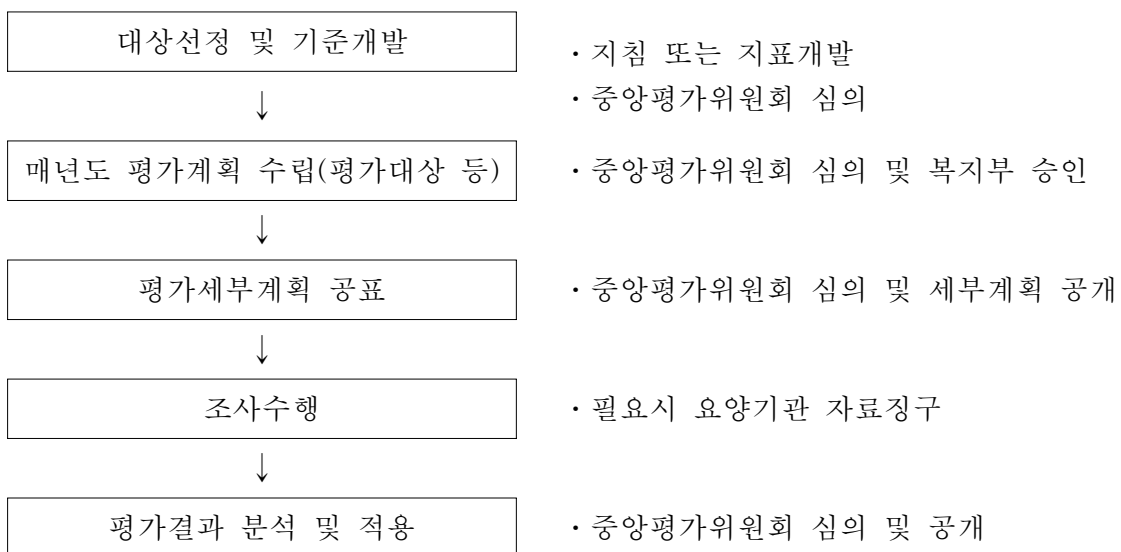 대상선정 및 기준개발
・지침 또는 지표개발
・중앙평가위원회 심의
↓
매년도 평가계획 수립(평가대상 등)
・중앙평가위원회 심의 및 복지부 승인
↓
평가세부계획 공표
・중앙평가위원회 심의 및 세부계획 공개
↓
조사수행
・필요시 요양기관 자료징구
↓
평가결과 분석 및 적용
・중앙평가위원회 심의 및 공개